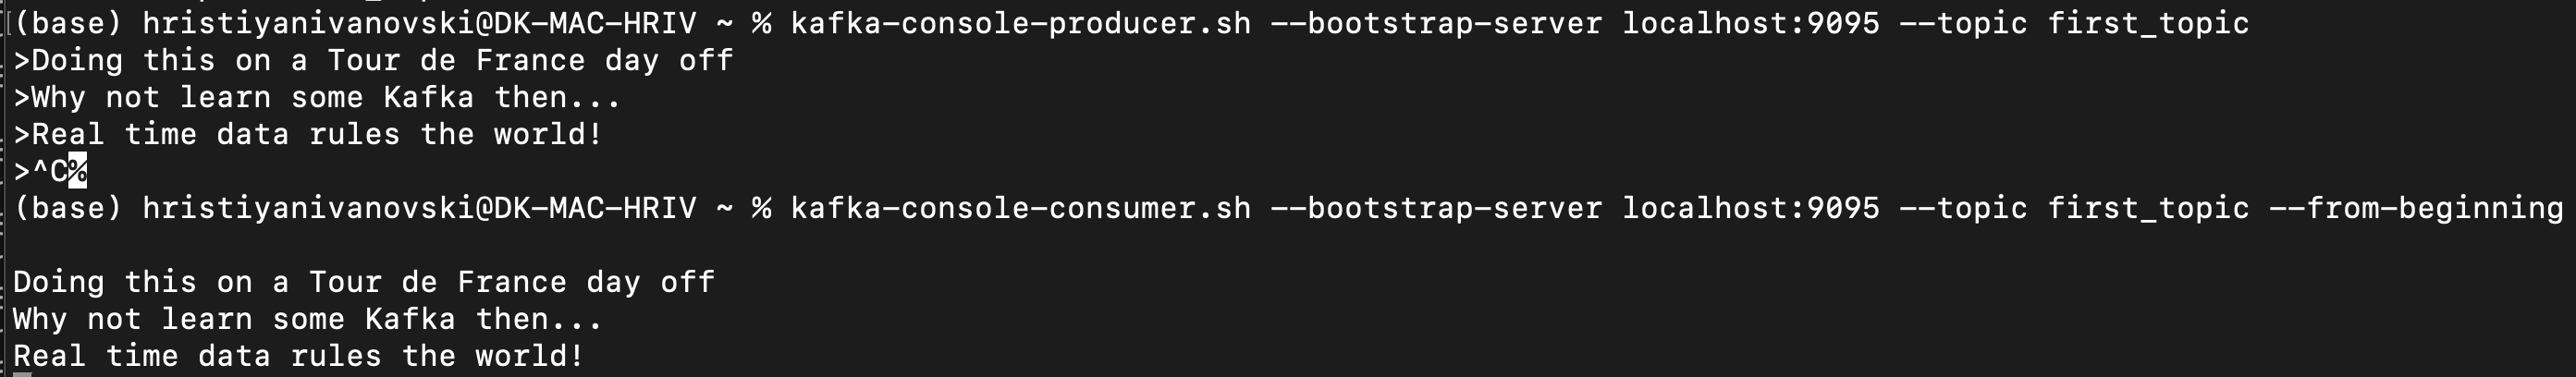 (base) hristiyanivanovski@DK-MAC-HRIV ~ % kafka-console-producer.sh --bootstrap-server localhost:9095 --topic first_topic
>Doing this on a Tour de France day off
>Why not learn some Kafka then...
>Real time data rules the world!
>^C%
(base) hristiyanivanovski@DK-MAC-HRIV ~ % kafka-console-consumer.sh --bootstrap-server localhost:9095 --topic first_topic --from-beginning
Doing this on a Tour de France day off
Why not learn some Kafka then...
Real time data rules the world!